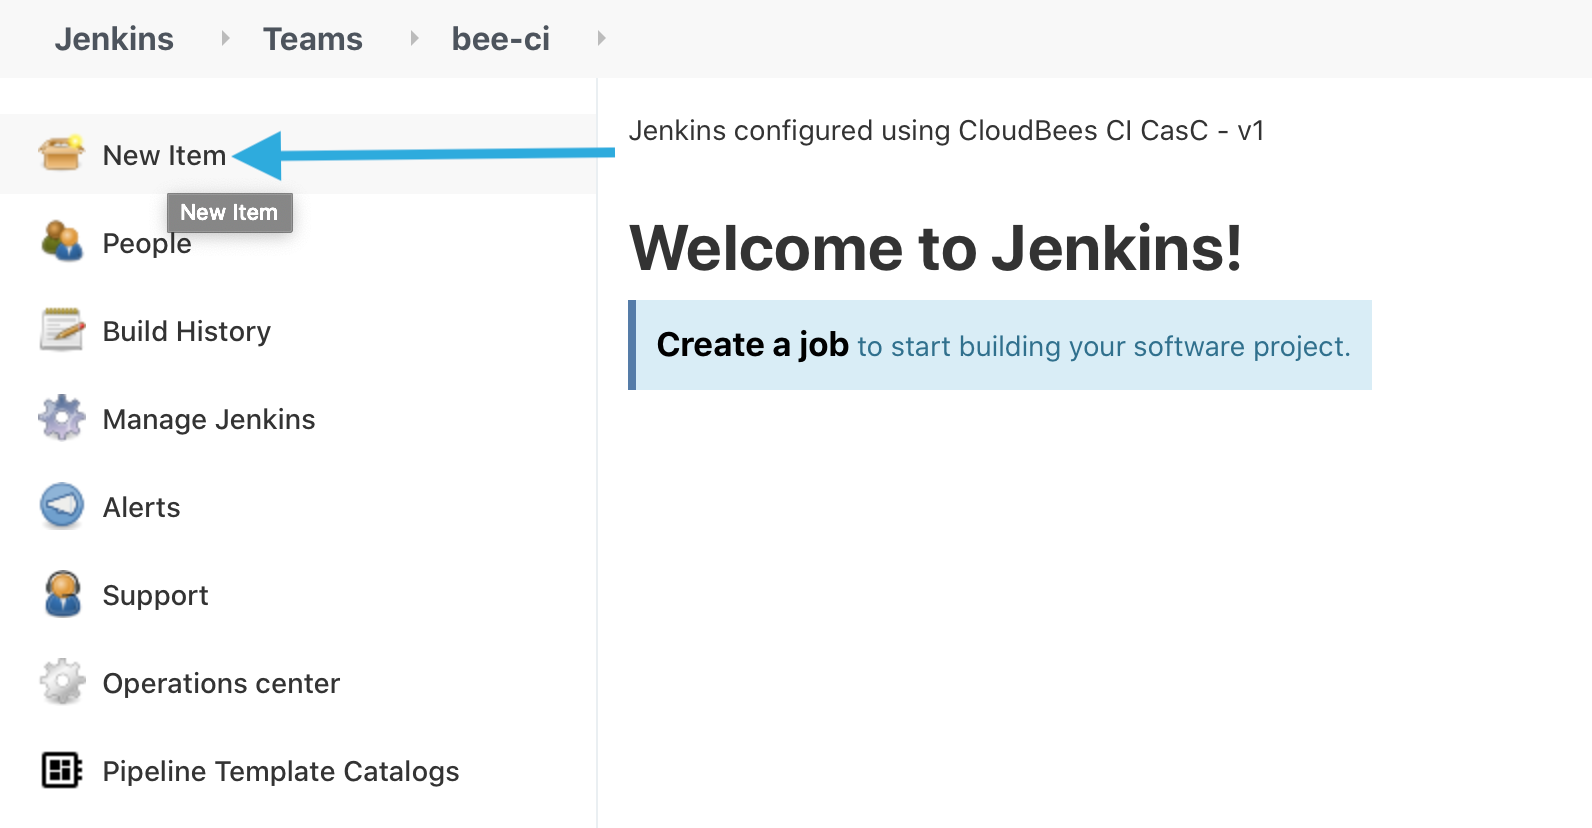 Jenkins Teams bee-ci
New Item
New Item
People
Build History
Manage Jenkins
Alerts
Support
Operations center
Pipeline Template Catalogs
Jenkins configured using CloudBees CI CasC - v1
Welcome to Jenkins!
Create a job to start building your software project.